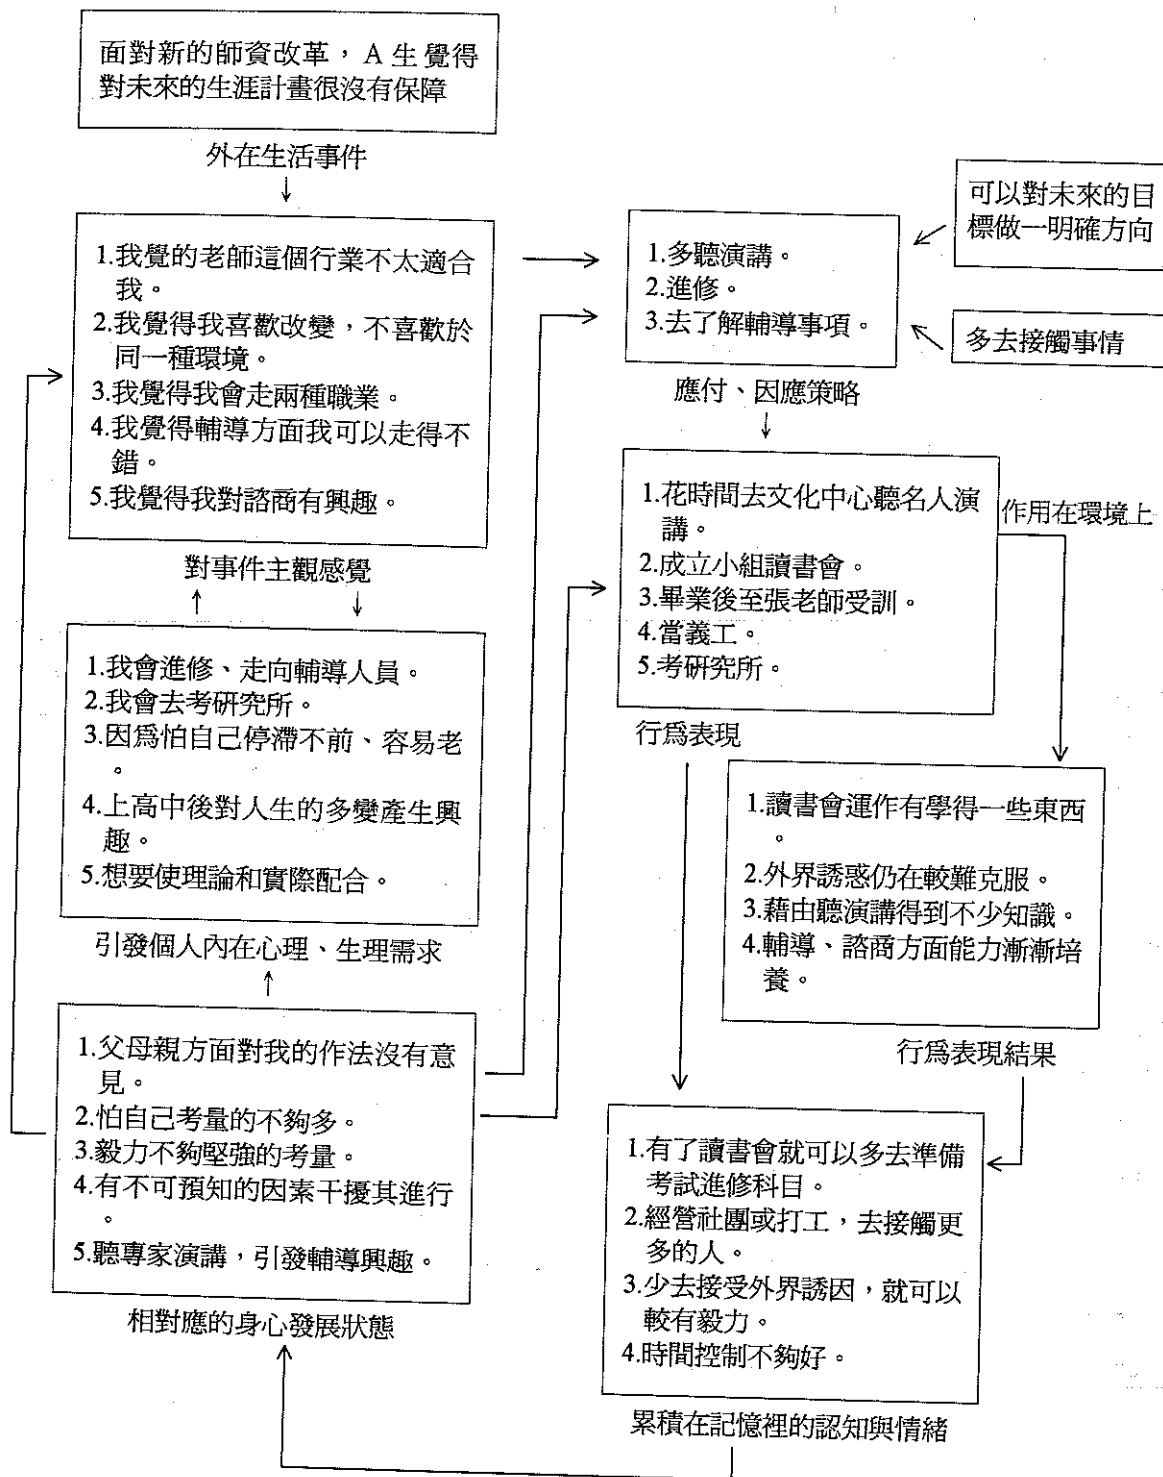 面對新的師資改革，A 生覺得
對未來的生涯計畫很沒有保障
外在生活事件
1.我覺的老師這個行業不太適合
我。
2.我覺得我喜歡改變，不喜歡於
同一種環境。
3.我覺得我會走兩種職業。
4.我覺得輔導方面我可以走得不
錯。
5.我覺得我對諮商有興趣。
對事件主觀感覺
1.我會進修、走向輔導人員。
2.我會去考研究所。
3.因爲怕自己停滯不前、容易老
。
4.上高中後對人生的多變產生興
趣。
5.想要使理論和實際配合。
引發個人內在心理、生理需求
1.父母親方面對我的作法沒有意
見。
2.怕自己考量的不夠多。
3.毅力不夠堅強的考量。
4.有不可預知的因素干擾其進行
。
5.聽專家演講，引發輔導興趣。
相對應的身心發展狀態
1.多聽演講。
2.進修。
3.去了解輔導事項。
應付、因應策略
可以對未來的目
標做一明確方向
多去接觸事情
1.花時間去文化中心聽名人演
講。
2.成立小組讀書會。
3.畢業後至張老師受訓。
4.當義工。
5.考研究所。
行爲表現
作用在環境上
1.讀書會運作有學得一些東西
。
2.外界誘惑仍在較難克服。
3.藉由聽演講得到不少知識。
4.輔導、諮商方面能力漸漸培
養。
行爲表現結果
1.有了讀書會就可以多去準備
考試進修科目。
2.經營社團或打工，去接觸更
多的人。
3.少去接受外界誘因，就可以
較有毅力。
4.時間控制不夠好。
累積在記憶裡的認知與情緒